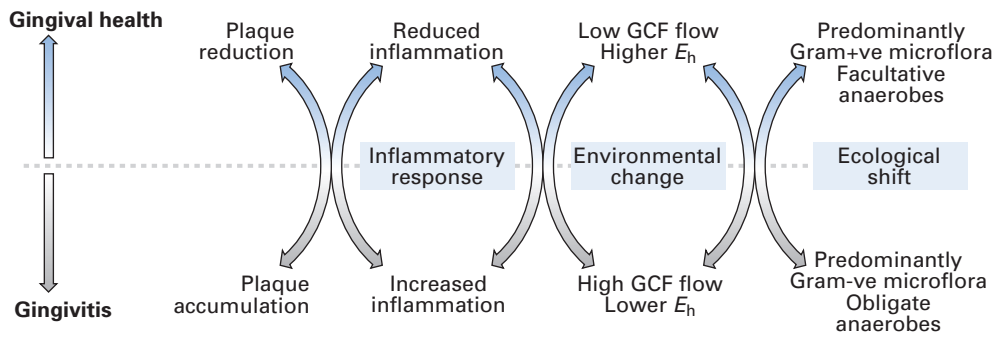 Gingival health
Plaque
reduction
Reduced
inflammation
Low GCF flow
Higher Eh
Predominantly
Gram+ve microflora
Facultative
anaerobes
Inflammatory
response
Environmental
change
Ecological
shift
Gingivitis
Plaque
accumulation
Increased
inflammation
High GCF flow
Lower Eh
Predominantly
Gram-ve microflora
Obligate
anaerobes